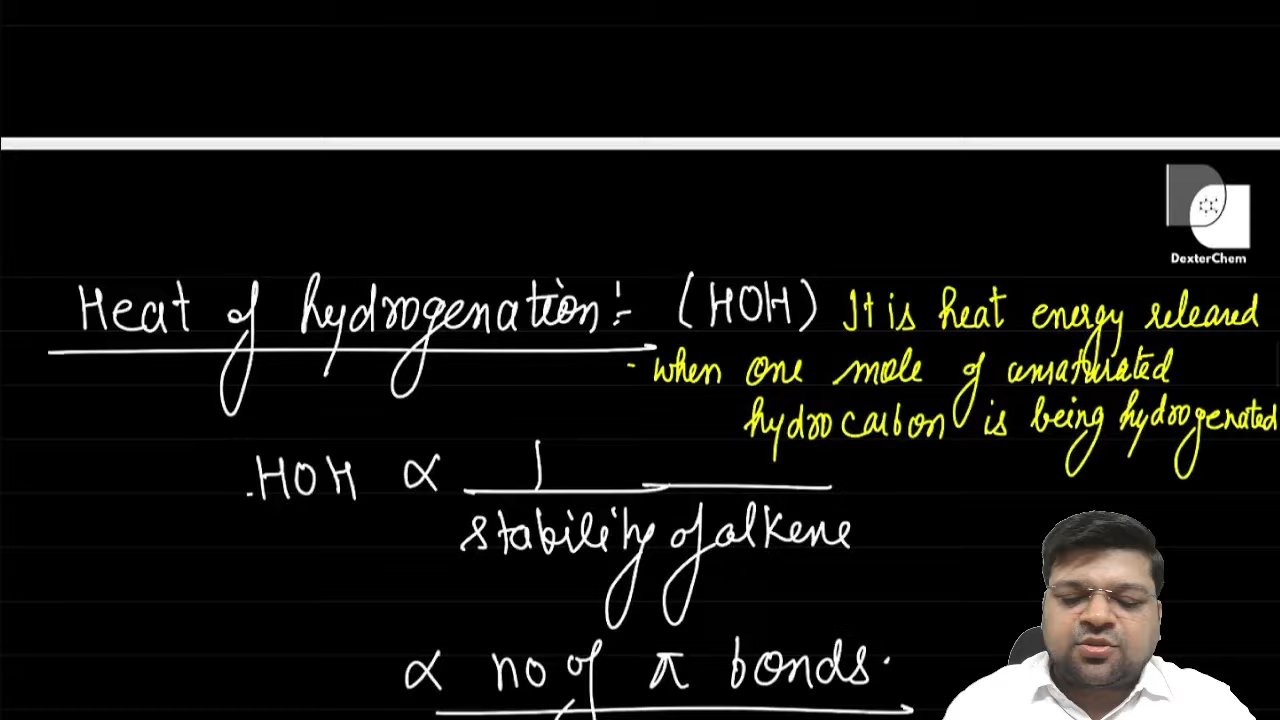 DexterChem
Heat of hydrogenation :- (HOH) It is heat energy released
- when one mole of unsaturated
hydrocarbon is being hydrogenated
.HOH ∝ 1
stability of alkene
∝ no of π bonds.